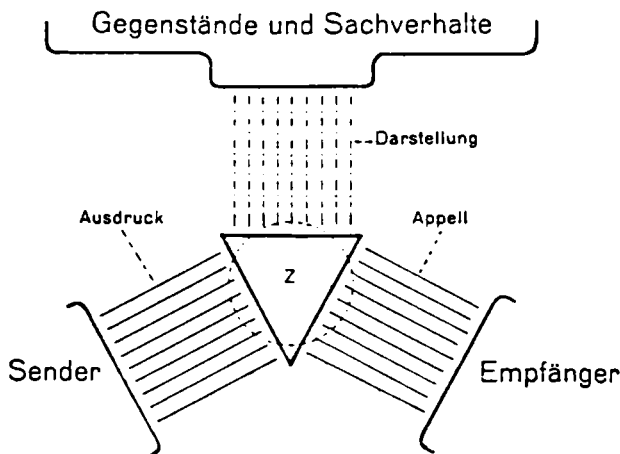 Gegenstände und Sachverhalte
Darstellung
Ausdruck
Appell
Z
Sender
Empfänger